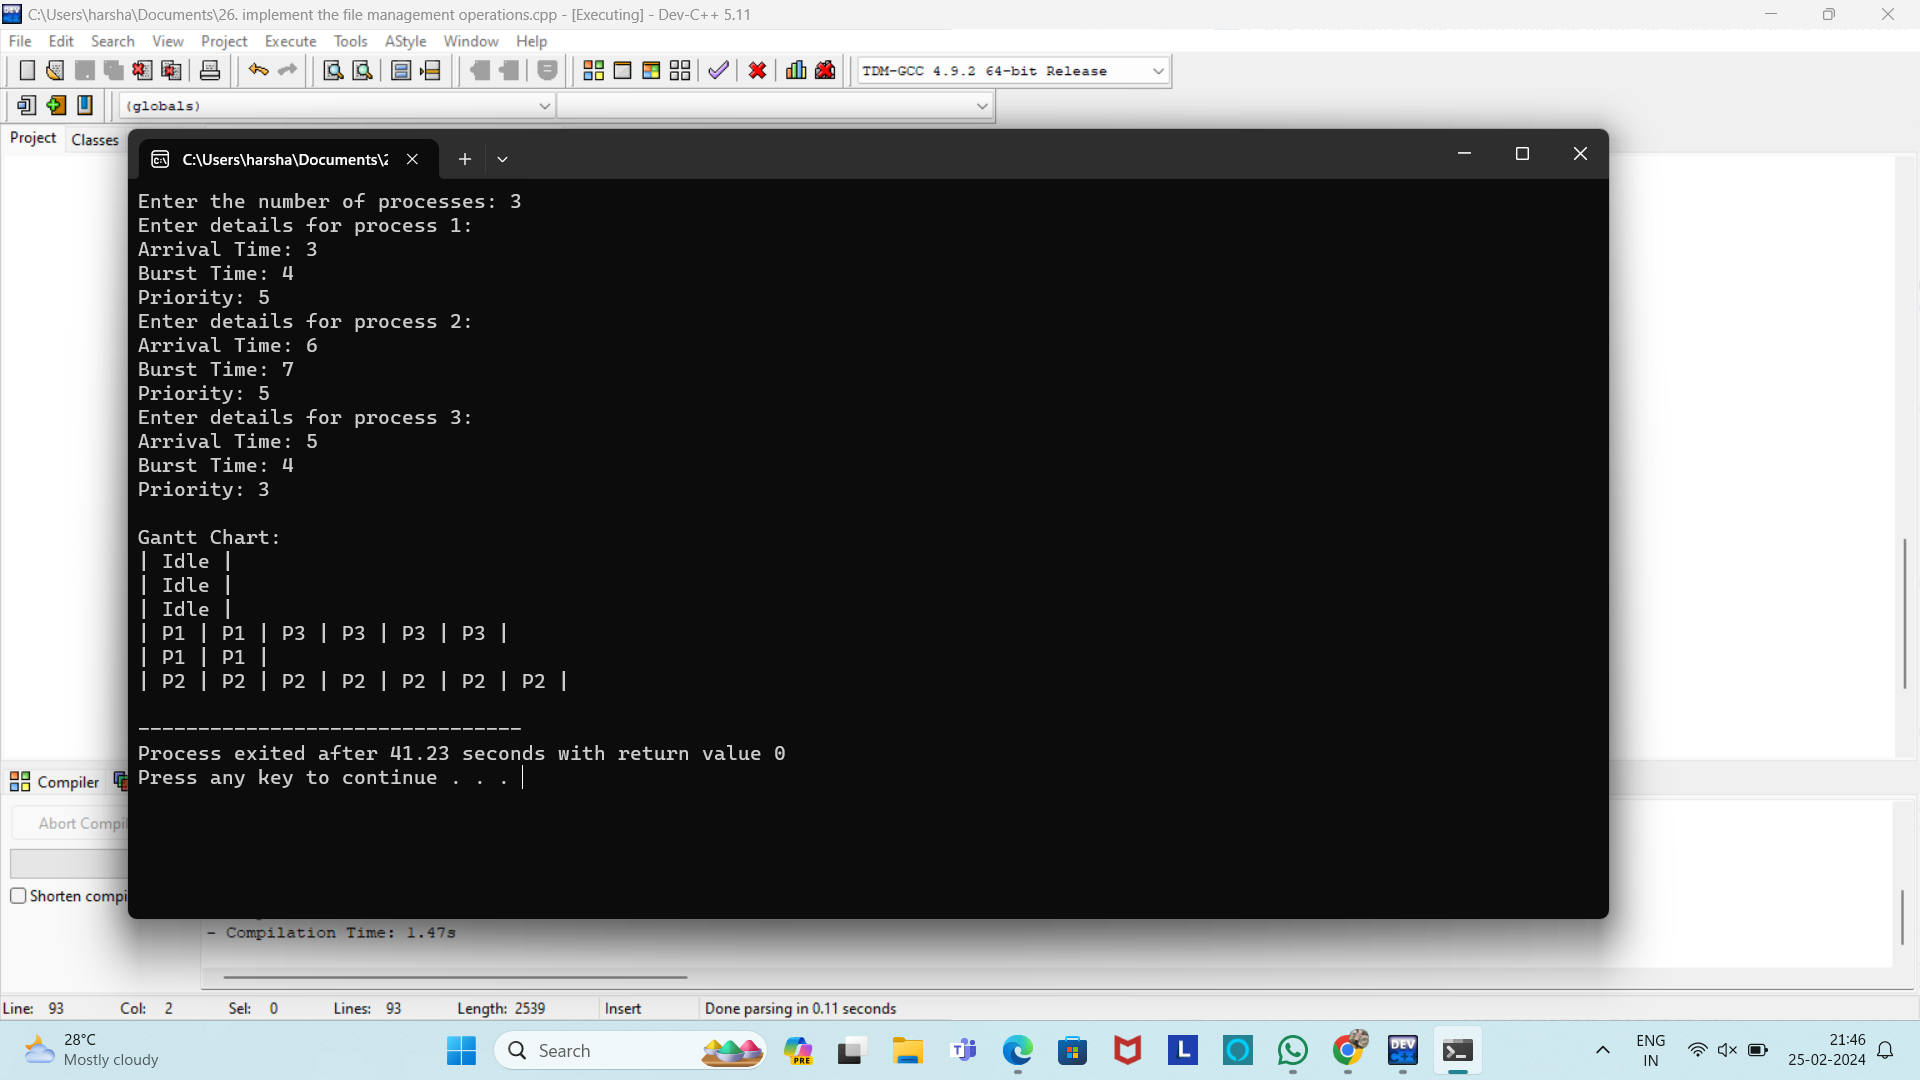 C:\Users\harsha\Documents\26. implement the file management operations.cpp - [Executing] - Dev-C++ 5.11
File Edit Search View Project Execute Tools AStyle Window Help
TDM-GCC 4.9.2 64-bit Release
(globals)
Project Classes
C:\Users\harsha\Documents\2
Enter the number of processes: 3
Enter details for process 1:
Arrival Time: 3
Burst Time: 4
Priority: 5
Enter details for process 2:
Arrival Time: 6
Burst Time: 7
Priority: 5
Enter details for process 3:
Arrival Time: 5
Burst Time: 4
Priority: 3
Gantt Chart:
| Idle |
| Idle |
| Idle |
| P1 | P1 | P3 | P3 | P3 | P3 |
| P1 | P1 |
| P2 | P2 | P2 | P2 | P2 | P2 | P2 |
--------------------------------
Process exited after 41.23 seconds with return value 0
Press any key to continue . . .
Compiler
Abort Compil
Shorten compi
- Compilation Time: 1.47s
Line: 93 Col: 2 Sel: 0 Lines: 93 Length: 2539 Insert Done parsing in 0.11 seconds
28°C
Mostly cloudy
Search
PRE
L
DEV
C++
ENG
IN
21:46
25-02-2024